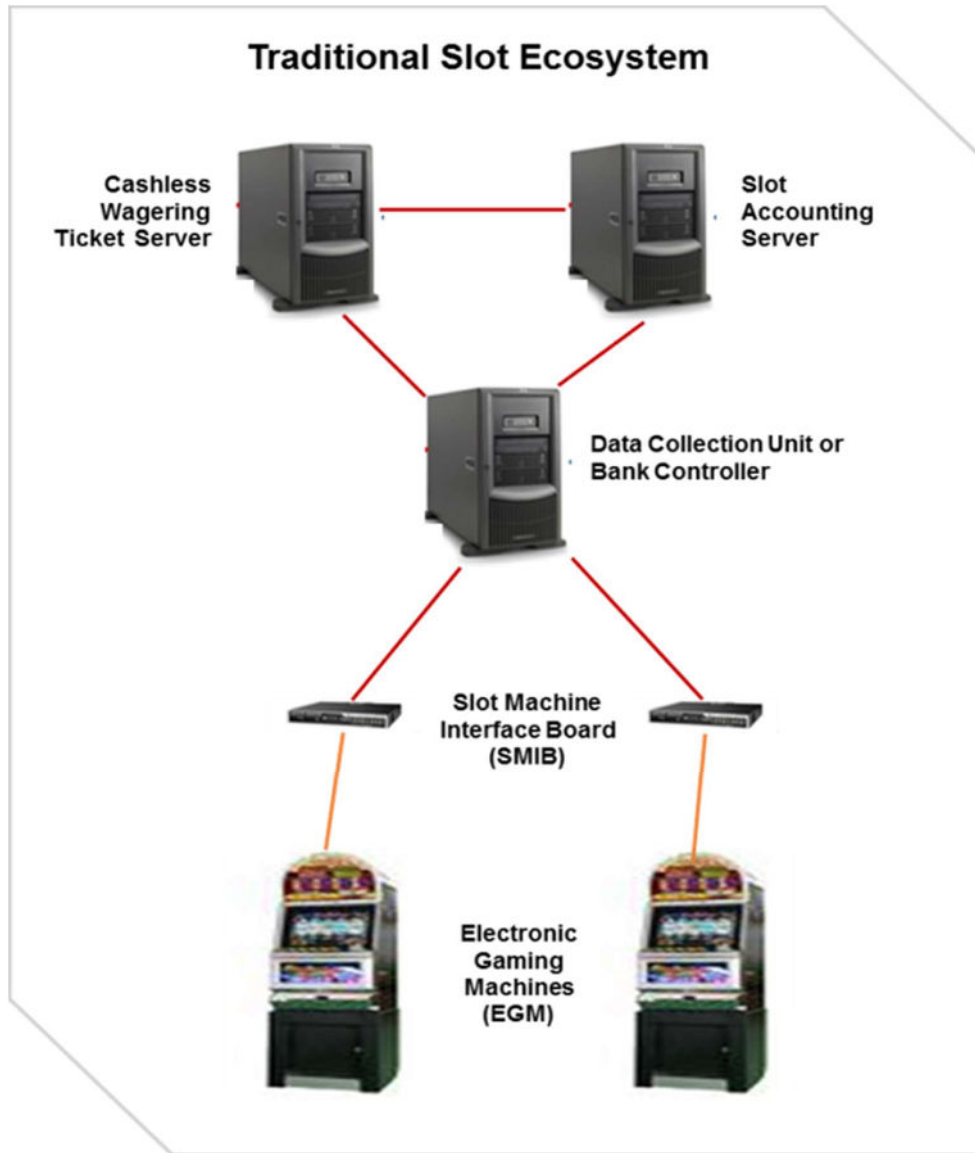 Traditional Slot Ecosystem
Cashless
Wagering
Ticket Server
Slot
Accounting
Server
Data Collection Unit or
Bank Controller
Slot Machine
Interface Board
(SMIB)
Electronic
Gaming
Machines
(EGM)